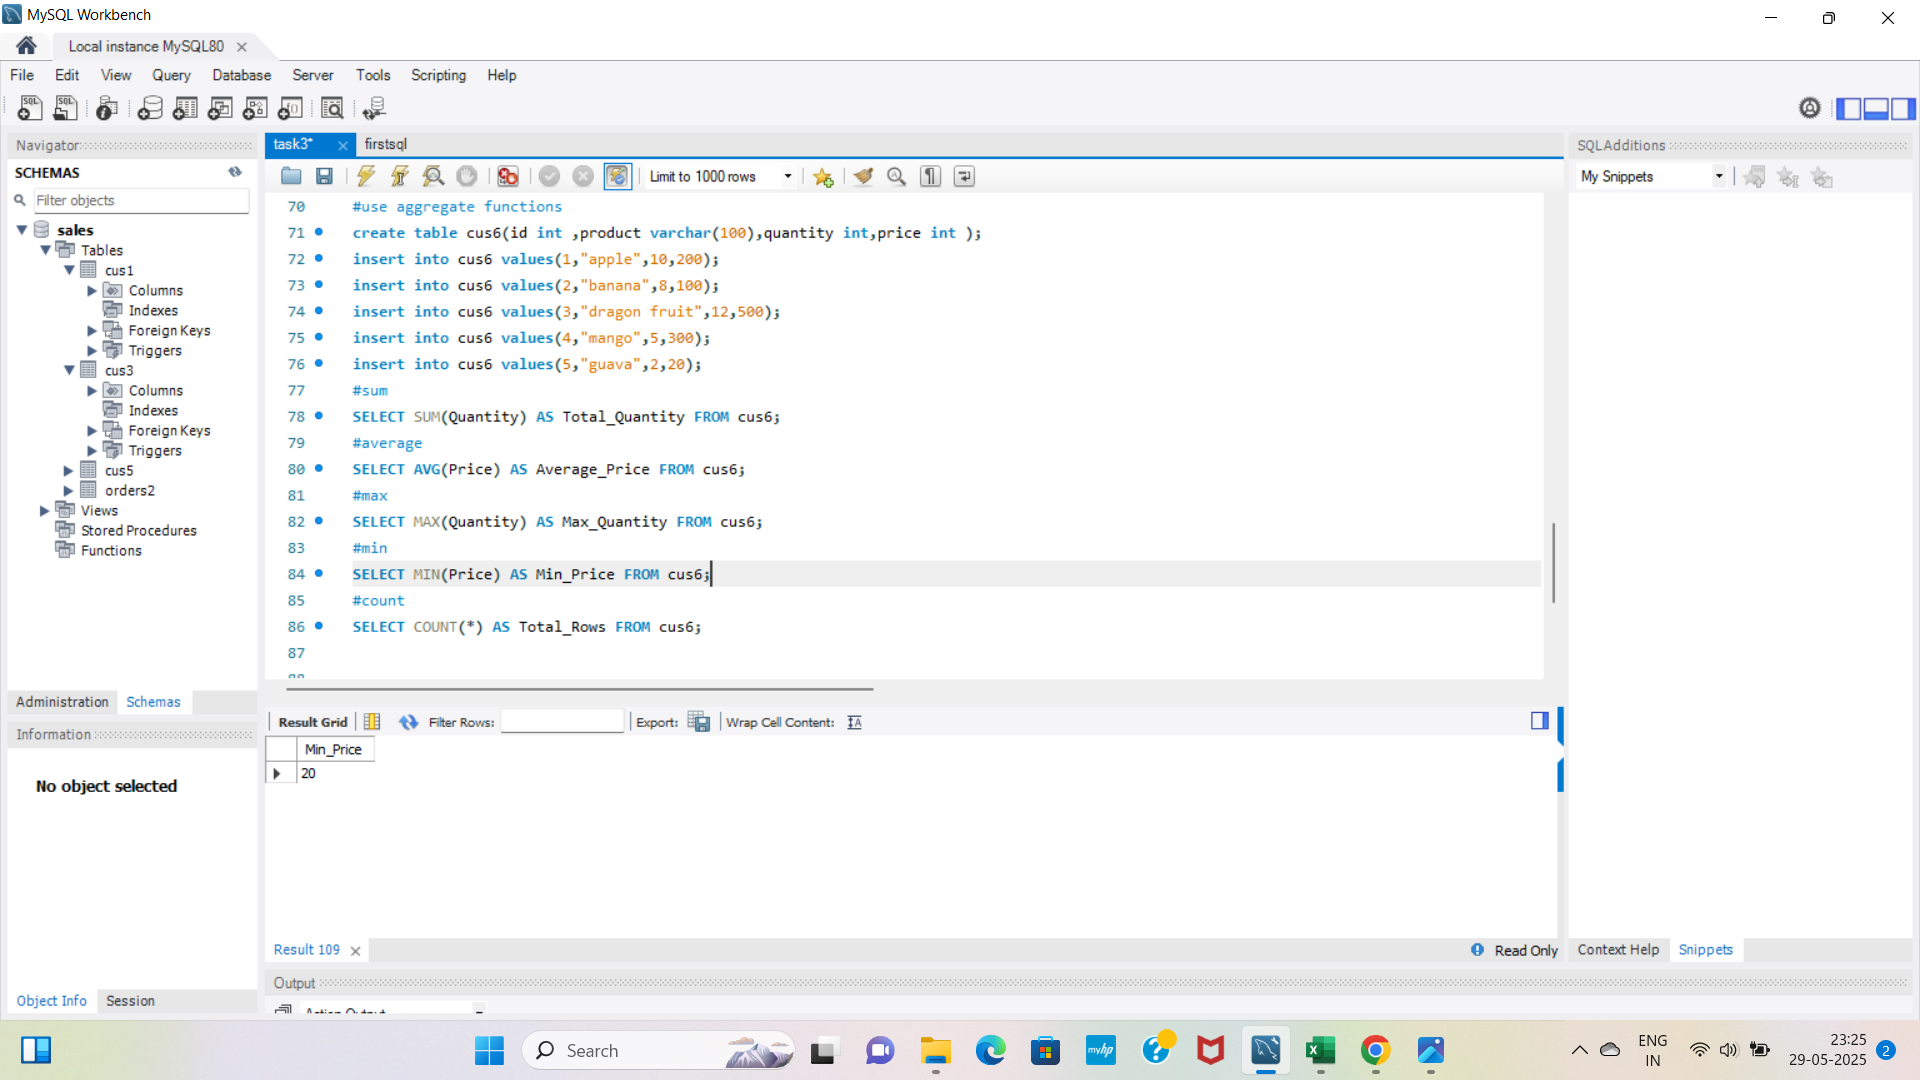 MySQL Workbench
Local instance MySQL80
File Edit View Query Database Server Tools Scripting Help
Navigator
SCHEMAS
Filter objects
sales
Tables
cus1
Columns
Indexes
Foreign Keys
Triggers
cus3
Columns
Indexes
Foreign Keys
Triggers
cus5
orders2
Views
Stored Procedures
Functions
Administration Schemas
Information
No object selected
Object Info Session
task3* firstsql
Limit to 1000 rows
70 #use aggregate functions
71 create table cus6(id int ,product varchar(100),quantity int,price int );
72 insert into cus6 values(1,"apple",10,200);
73 insert into cus6 values(2,"banana",8,100);
74 insert into cus6 values(3,"dragon fruit",12,500);
75 insert into cus6 values(4,"mango",5,300);
76 insert into cus6 values(5,"guava",2,20);
77 #sum
78 SELECT SUM(Quantity) AS Total_Quantity FROM cus6;
79 #average
80 SELECT AVG(Price) AS Average_Price FROM cus6;
81 #max
82 SELECT MAX(Quantity) AS Max_Quantity FROM cus6;
83 #min
84 SELECT MIN(Price) AS Min_Price FROM cus6;
85 #count
86 SELECT COUNT(*) AS Total_Rows FROM cus6;
87
88
Result Grid Filter Rows: Export: Wrap Cell Content:
Min_Price
20
Result 109
Read Only
Output
Action Output
SQLAdditions
My Snippets
Context Help Snippets
Search
myhp
ENG
IN
23:25
29-05-2025
2